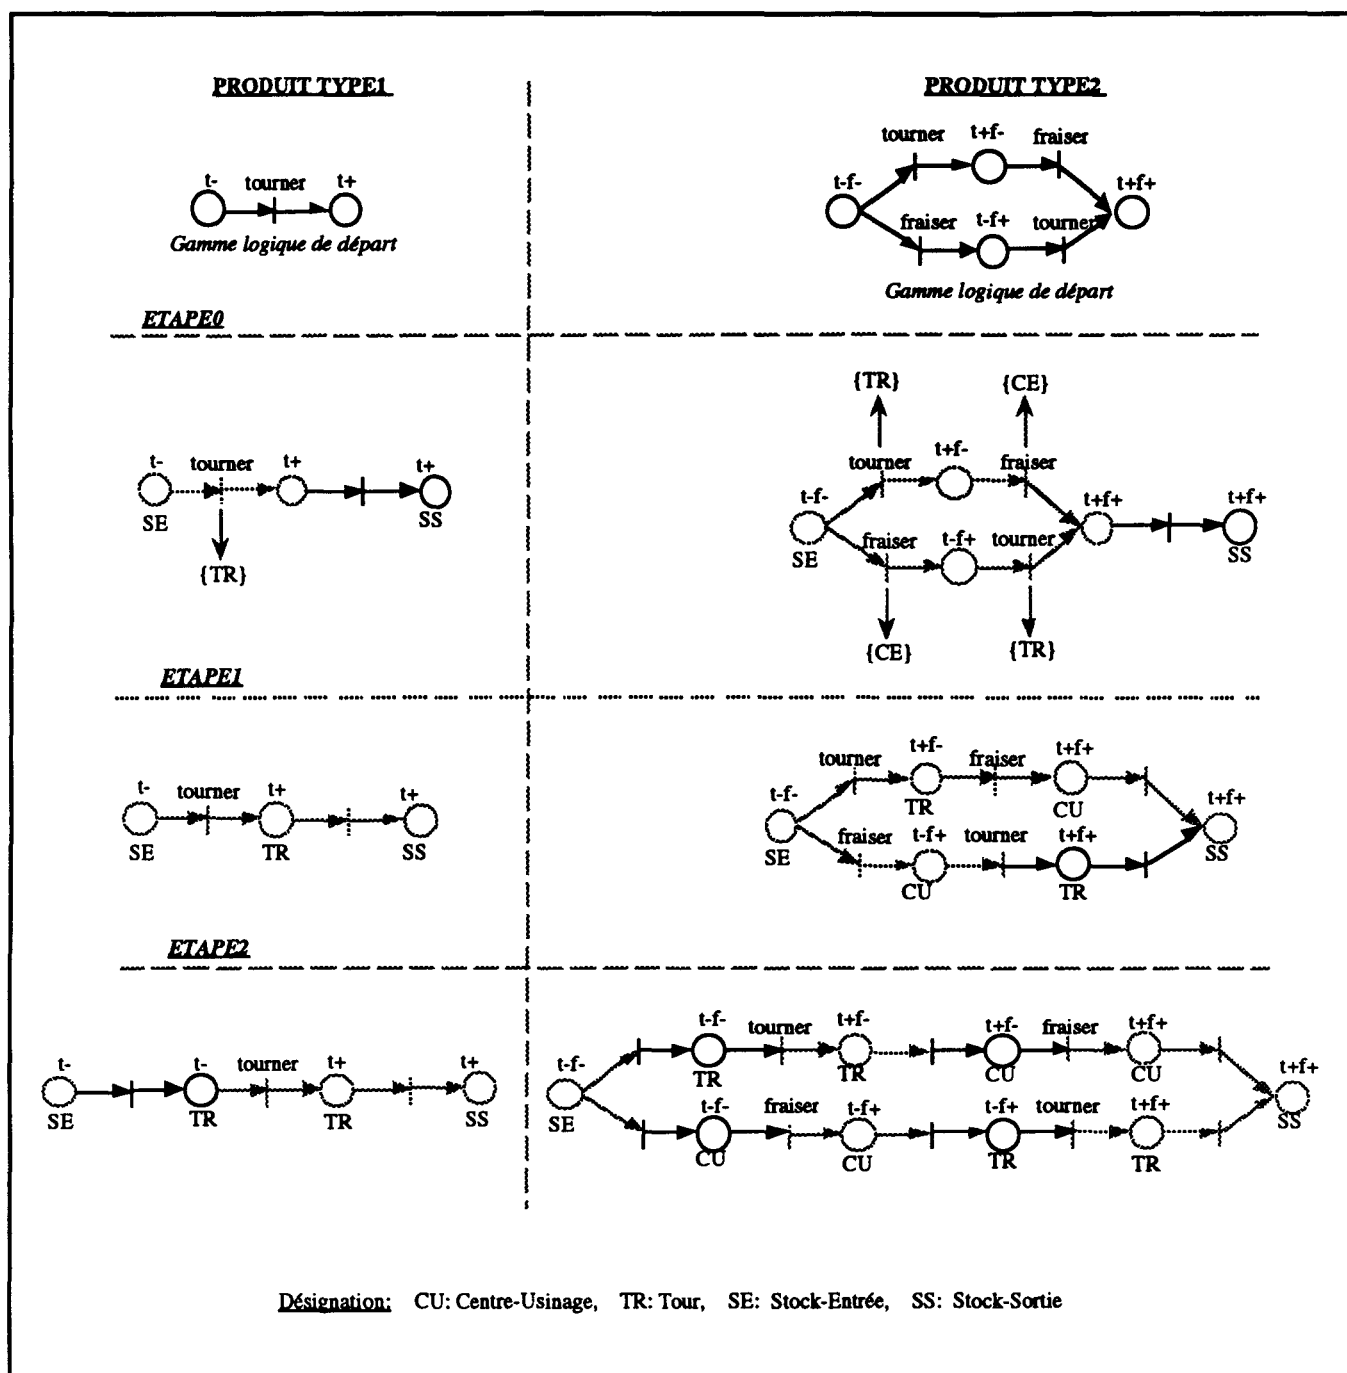 PRODUIT TYPE1
PRODUIT TYPE2
t- tourner t+
Gamme logique de départ
tourner t+f- fraiser
t-f- t+f+
fraiser t-f+ tourner
Gamme logique de départ
ETAPE0
t- tourner t+ t+
SE SS
{TR}
{TR} {CE}
tourner t+f- fraiser
t-f- t+f+ t+f+
SE fraiser t-f+ tourner SS
{CE} {TR}
ETAPE1
t- tourner t+ t+
SE TR SS
tourner t+f- fraiser t+f+
t-f- TR CU t+f+
SE fraiser t-f+ tourner t+f+ SS
CU TR
ETAPE2
t- t- tourner t+ t+
SE TR TR SS
t-f- tourner t+f- t+f- fraiser t+f+
t-f- TR TR CU CU t+f+
SE t-f- fraiser t-f+ t-f+ tourner t+f+ SS
CU CU TR TR
Désignation: CU: Centre-Usinage, TR: Tour, SE: Stock-Entrée, SS: Stock-Sortie